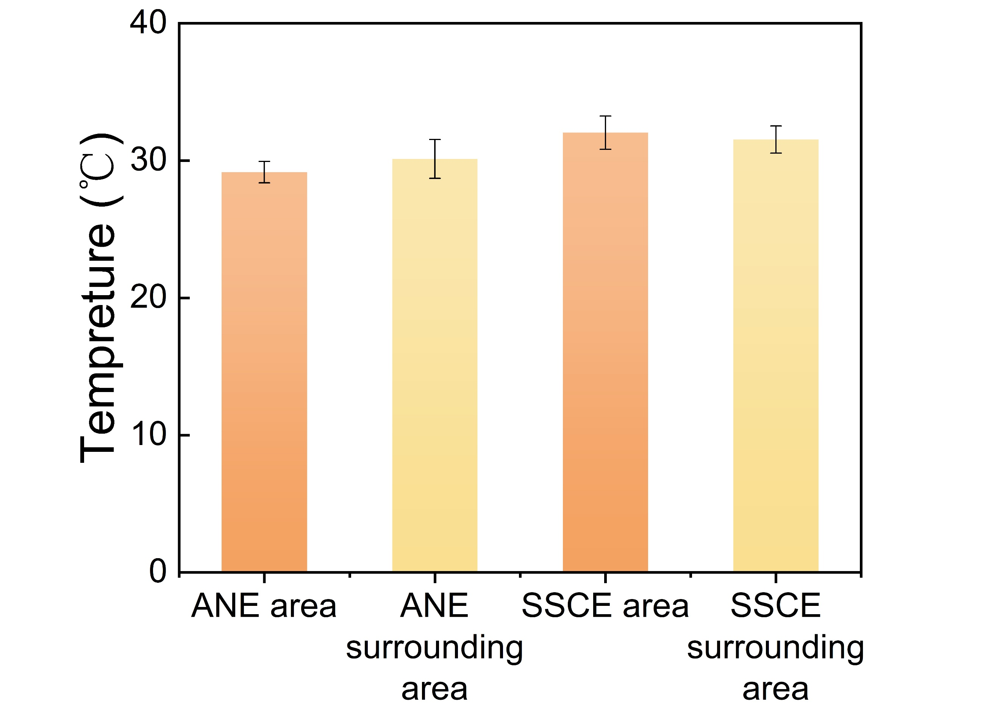 Tempreture (℃)
40
30
20
10
0
ANE area
ANE
surrounding
area
SSCE area
SSCE
surrounding
area